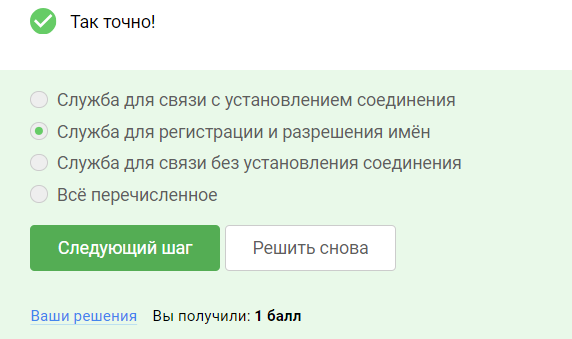 Так точно!
Служба для связи с установлением соединения
Служба для регистрации и разрешения имён
Служба для связи без установления соединения
Всё перечисленное
Следующий шаг Решить снова
Ваши решения Вы получили: 1 балл